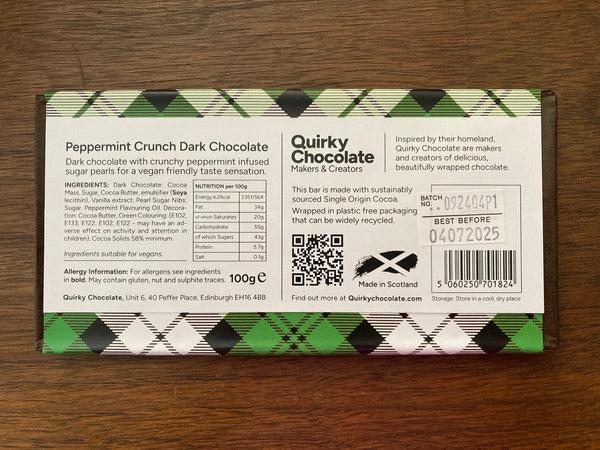 Peppermint Crunch Dark Chocolate
Dark chocolate with crunchy peppermint infused
sugar pearls for a vegan friendly taste sensation.
INGREDIENTS: Dark Chocolate: Cocoa
Mass, Sugar, Cocoa Butter, emulsifier (Soya
lecithin), Vanilla extract. Pearl Sugar Nibs:
Sugar. Peppermint Flavouring Oil. Decora-
tion: Cocoa Butter, Green Colouring: (E102,
E133, E122. E102, E122 - may have an ad-
verse effect on activity and attention in
children). Cocoa Solids 58% minimum.
Ingredients suitable for vegans.
NUTRITION per 100g
Energy kJ/kcal 2351/564
Fat 34g
of which Saturates 20g
Carbohydrate 55g
of which Sugars 43g
Protein 5.7g
Salt 0.1g
Allergy Information: For allergens see ingredients
in bold. May contain gluten, nut and sulphite traces.
100g e
Quirky Chocolate, Unit 6, 40 Peffer Place, Edinburgh EH16 4BB
Quirky
Chocolate
Makers & Creators
This bar is made with sustainably
sourced Single Origin Cocoa.
Wrapped in plastic free packaging
that can be widely recycled.
Made in Scotland
Find out more at Quirkychocolate.com
Inspired by their homeland,
Quirky Chocolate are makers
and creators of delicious,
beautifully wrapped chocolate.
BATCH
NO. **092404P1
BEST BEFORE
04072025
5 060250 701824
Storage: Store in a cool, dry place